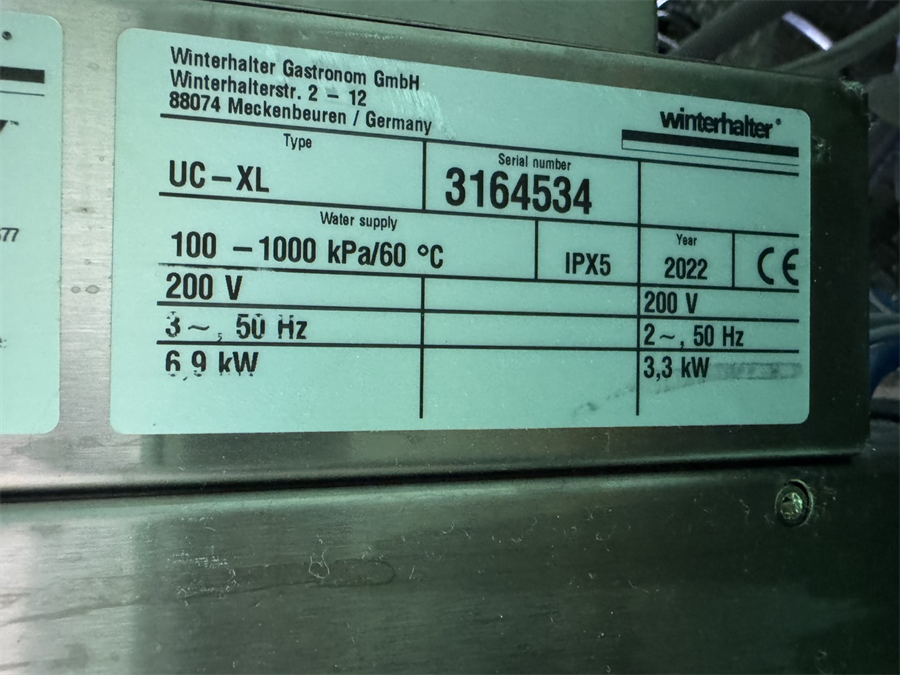 Winterhalter Gastronom GmbH
Winterhalterstr. 2 – 12
88074 Meckenbeuren / Germany
winterhalter®
Type
UC–XL
Serial number
3164534
Water supply
100 –1000 kPa/60 °C
IPX5
Year
2022
CE
200 V
200 V
3~, 50 Hz
2~, 50 Hz
6,9 kW
3,3 kW
577